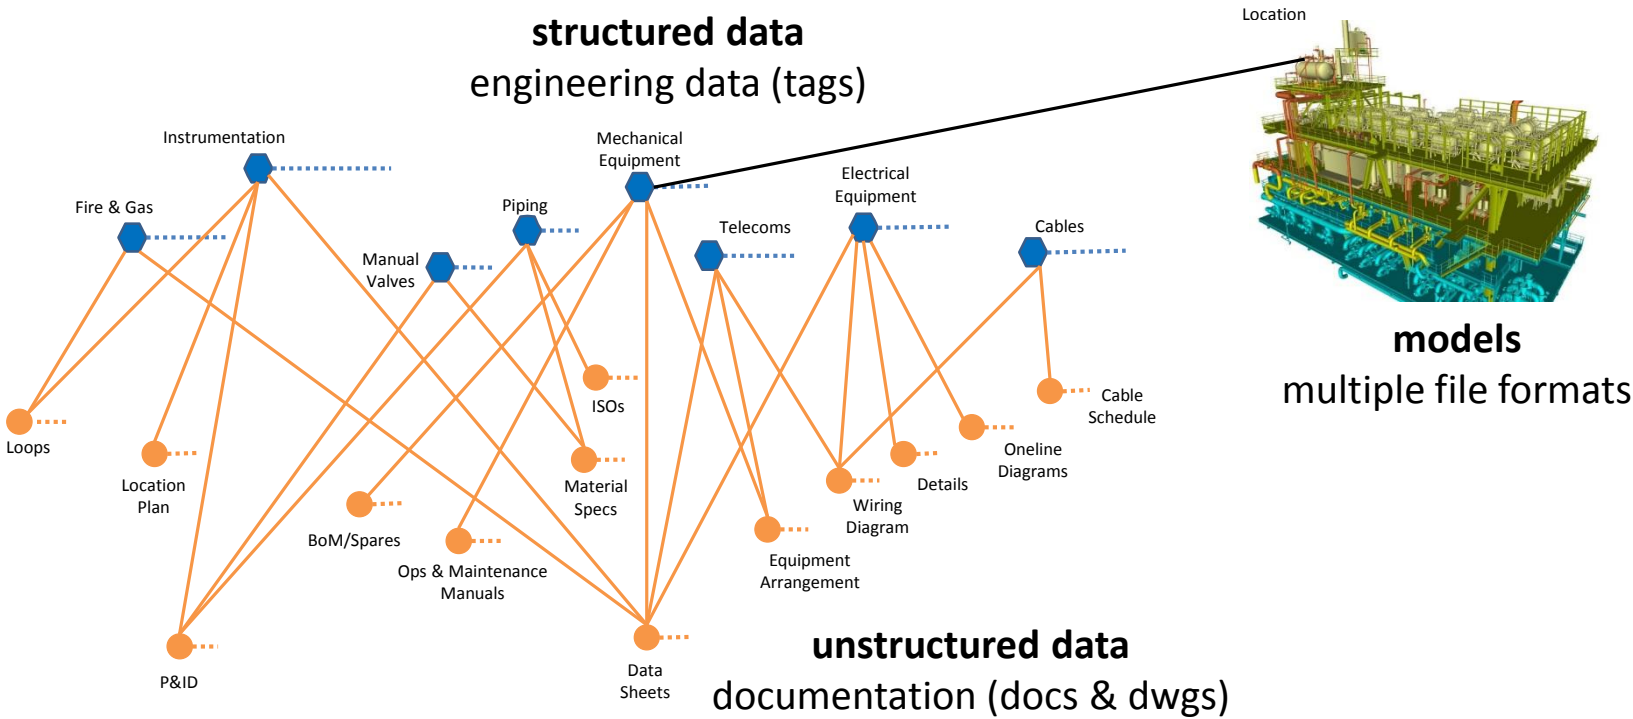 Location
structured data
engineering data (tags)
Instrumentation
Mechanical
Equipment
Electrical
Equipment
Fire & Gas
Piping
Telecoms
Cables
Manual
Valves
models
multiple file formats
ISOs
Cable
Schedule
Loops
Oneline
Diagrams
Location
Plan
Material
Specs
Details
Wiring
Diagram
BoM/Spares
Equipment
Arrangement
Ops & Maintenance
Manuals
unstructured data
documentation (docs & dwgs)
P&ID
Data
Sheets